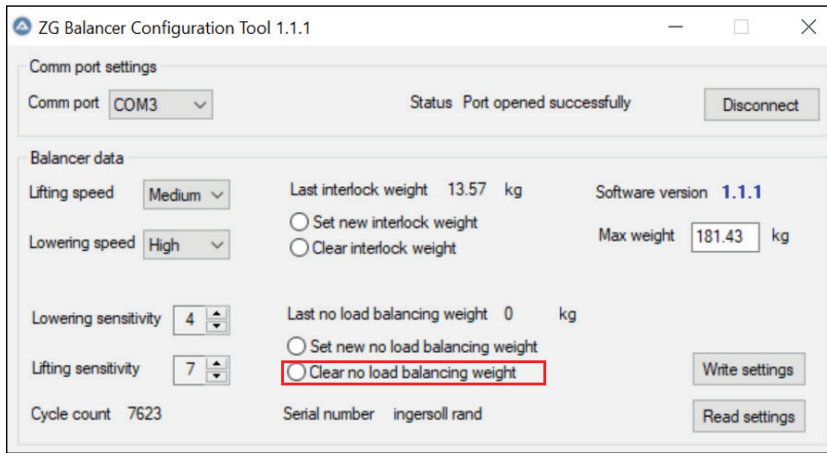 ZG Balancer Configuration Tool 1.1.1
Comm port settings
Comm port COM3 Status Port opened successfully Disconnect
Balancer data
Lifting speed Medium Last interlock weight 13.57 kg Software version 1.1.1
Set new interlock weight
Lowering speed High Clear interlock weight Max weight 181.43 kg
Lowering sensitivity 4 Last no load balancing weight 0 kg
Set new no load balancing weight
Lifting sensitivity 7 Clear no load balancing weight Write settings
Cycle count 7623 Serial number ingersoll rand Read settings